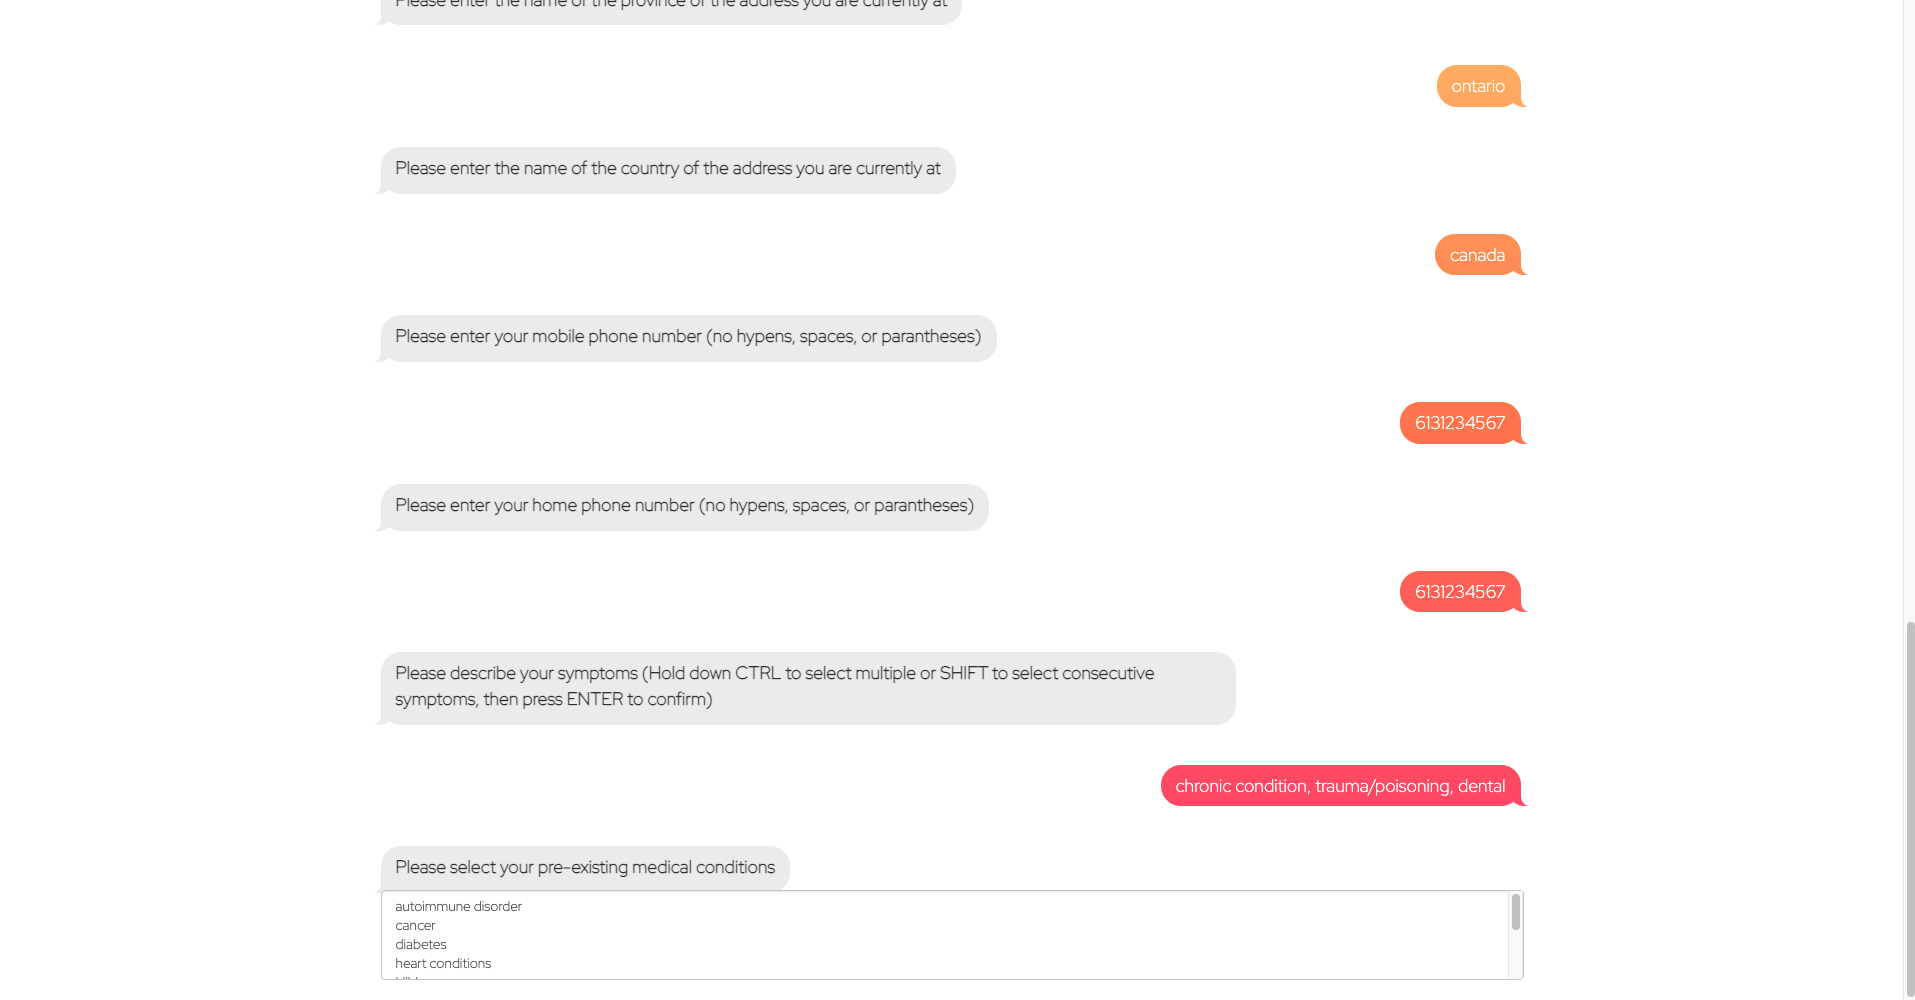 Please enter the name of the province of the address you are currently at
ontario
Please enter the name of the country of the address you are currently at
canada
Please enter your mobile phone number (no hypens, spaces, or parantheses)
6131234567
Please enter your home phone number (no hypens, spaces, or parantheses)
6131234567
Please describe your symptoms (Hold down CTRL to select multiple or SHIFT to select consecutive
symptoms, then press ENTER to confirm)
chronic condition, trauma/poisoning, dental
Please select your pre-existing medical conditions
autoimmune disorder
cancer
diabetes
heart conditions